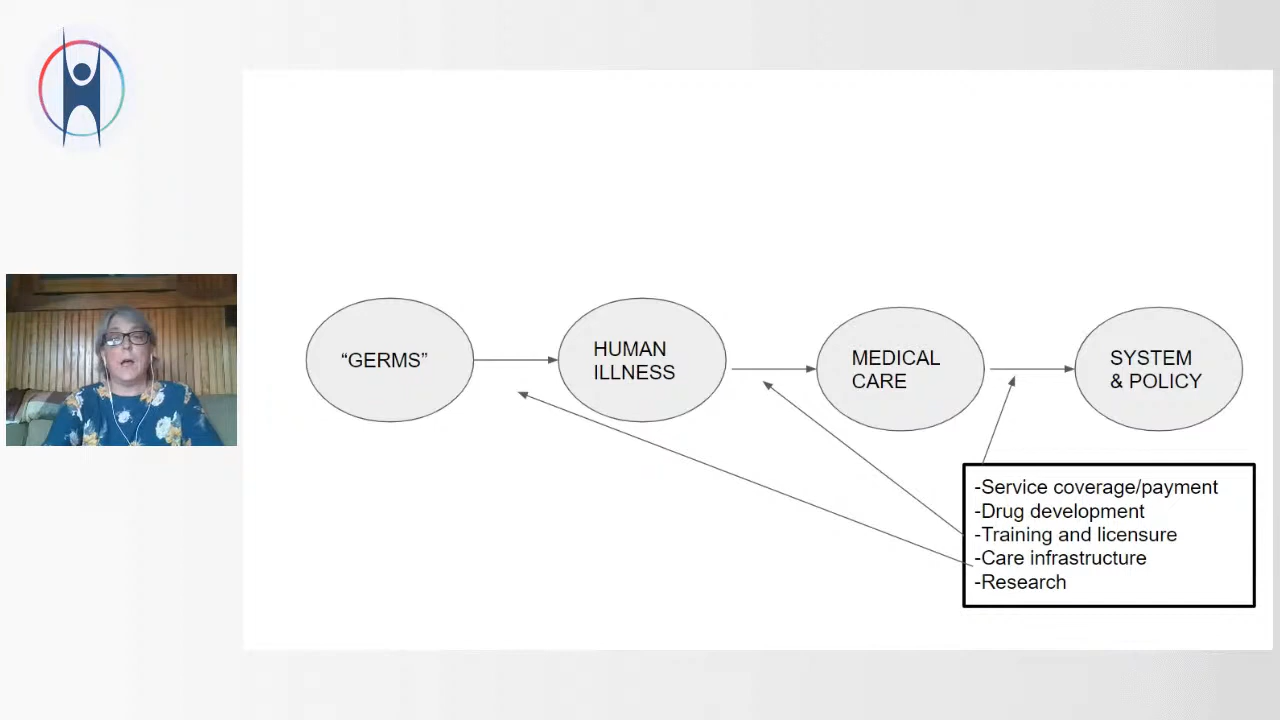 “GERMS”
HUMAN
ILLNESS
MEDICAL
CARE
SYSTEM
& POLICY
-Service coverage/payment
-Drug development
-Training and licensure
-Care infrastructure
-Research